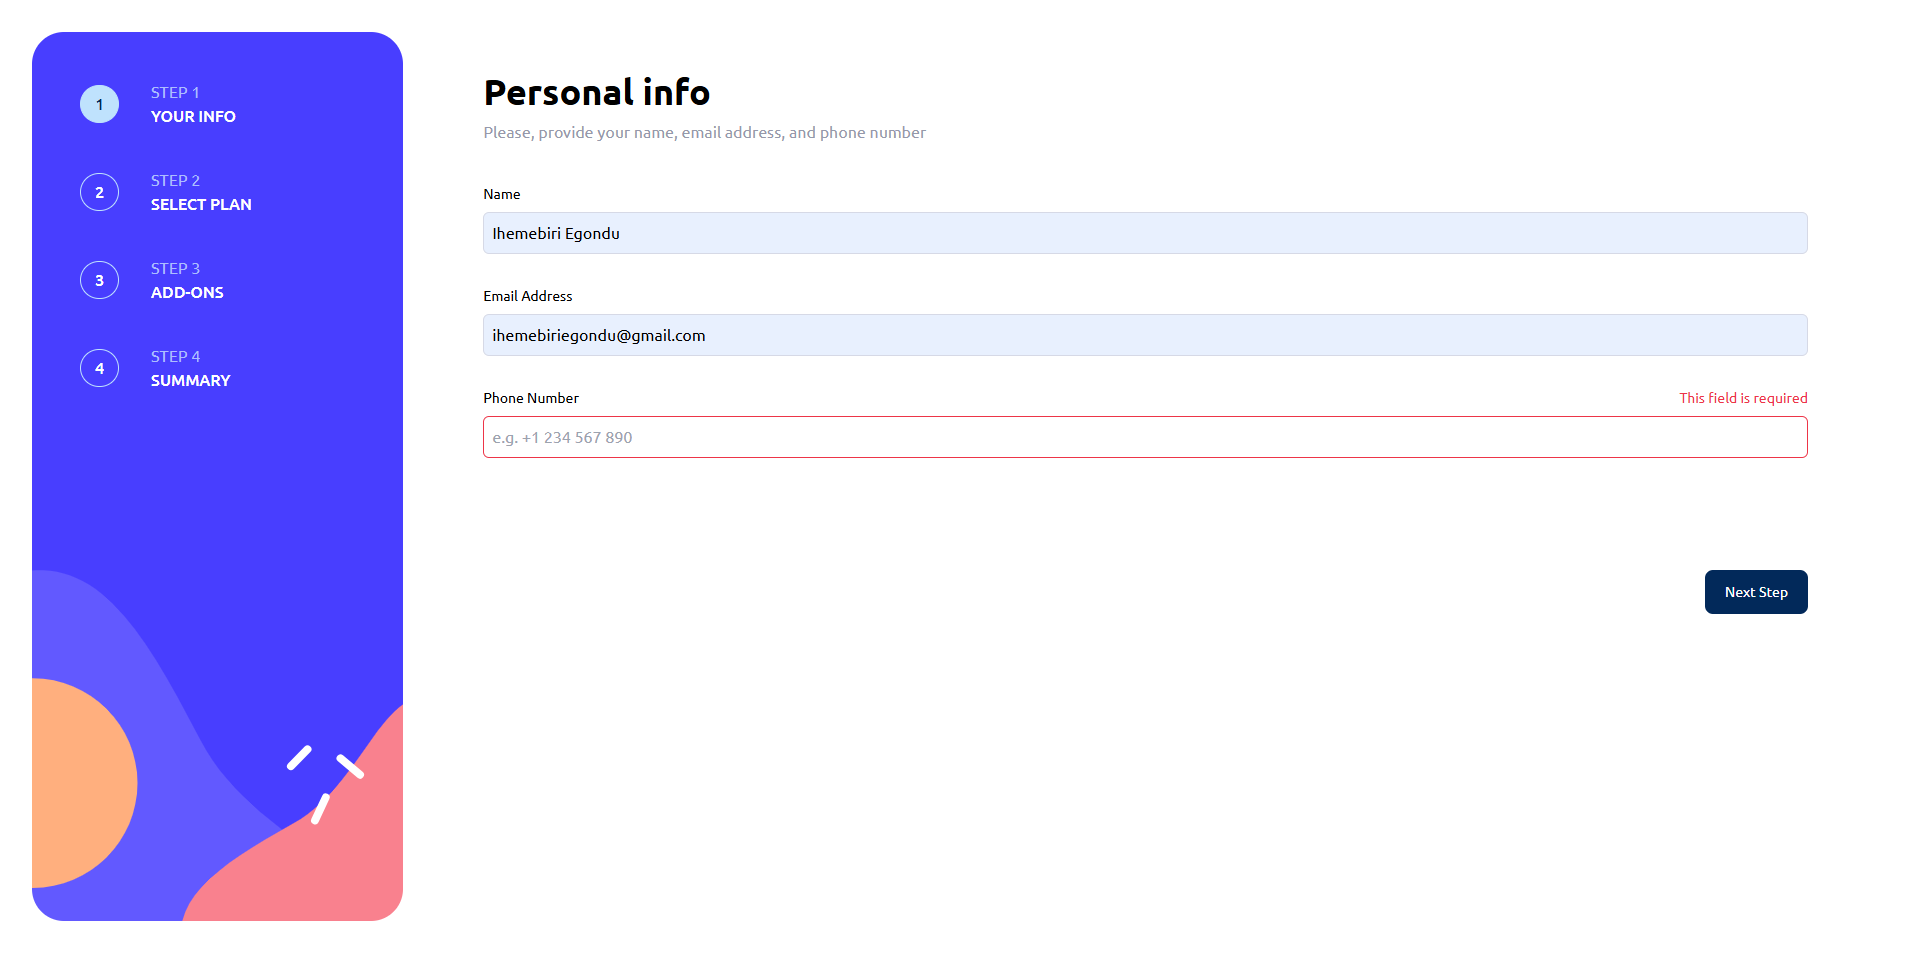 1
STEP 1
YOUR INFO
2
STEP 2
SELECT PLAN
3
STEP 3
ADD-ONS
4
STEP 4
SUMMARY
Personal info
Please, provide your name, email address, and phone number
Name
Ihemebiri Egondu
Email Address
ihemebiriegondu@gmail.com
Phone Number
This field is required
e.g. +1 234 567 890
Next Step